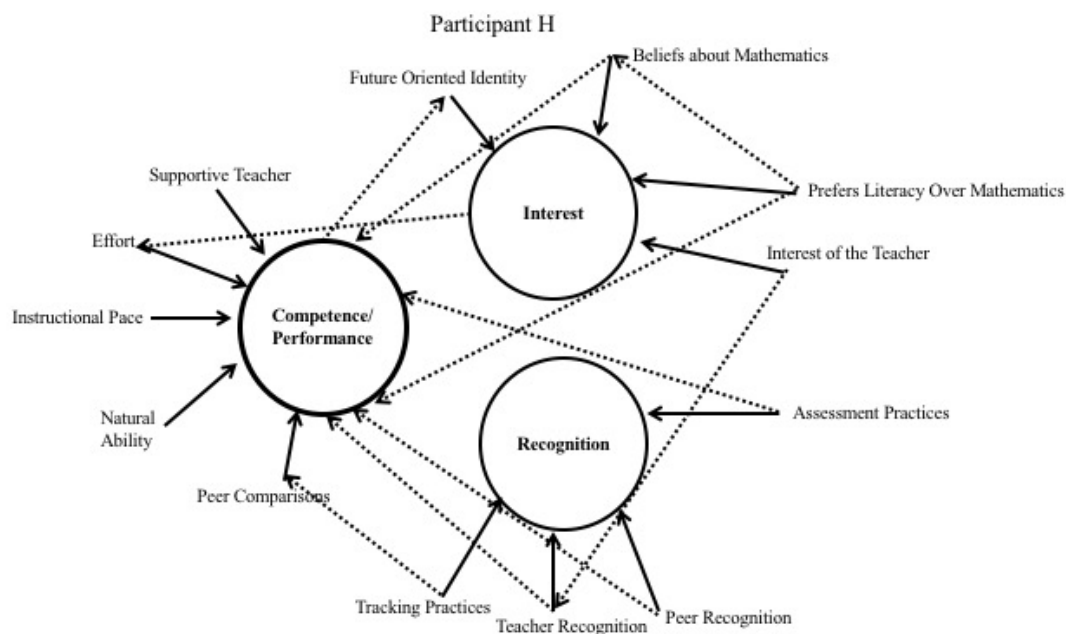 Participant H
Beliefs about Mathematics
Future Oriented Identity
Supportive Teacher
Prefers Literacy Over Mathematics
Interest
Effort
Interest of the Teacher
Instructional Pace
Competence/
Performance
Natural
Ability
Assessment Practices
Recognition
Peer Comparisons
Tracking Practices
Teacher Recognition
Peer Recognition